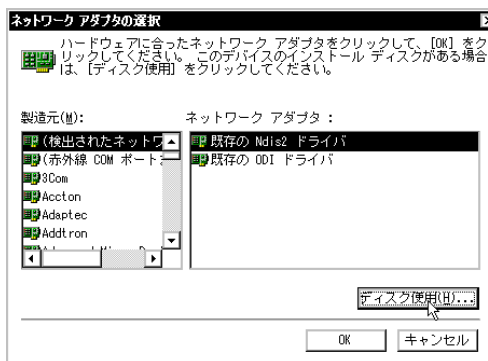 ネットワーク アダプタの選択
ハードウェアに合ったネットワーク アダプタをクリックして、[OK] をク
リックしてください。 このデバイスのインストール ディスクがある場合
は、[ディスク使用] をクリックしてください。
製造元(M):
ネットワーク アダプタ :
(検出されたネットワ
(赤外線 COM ポート
3Com
Accton
Adaptec
Addtron
既存の Ndis2 ドライバ
既存の ODI ドライバ
ディスク使用(H)...
OK
キャンセル